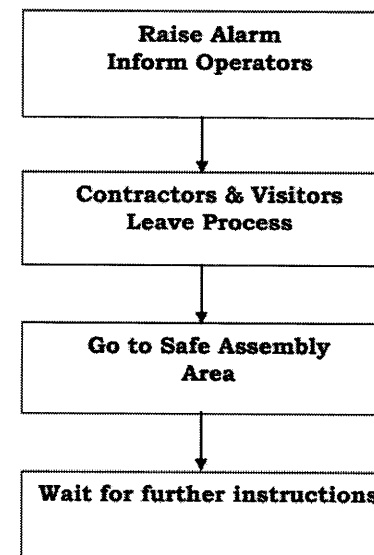 Raise Alarm
Inform Operators
Contractors & Visitors
Leave Process
Go to Safe Assembly
Area
Wait for further instructions